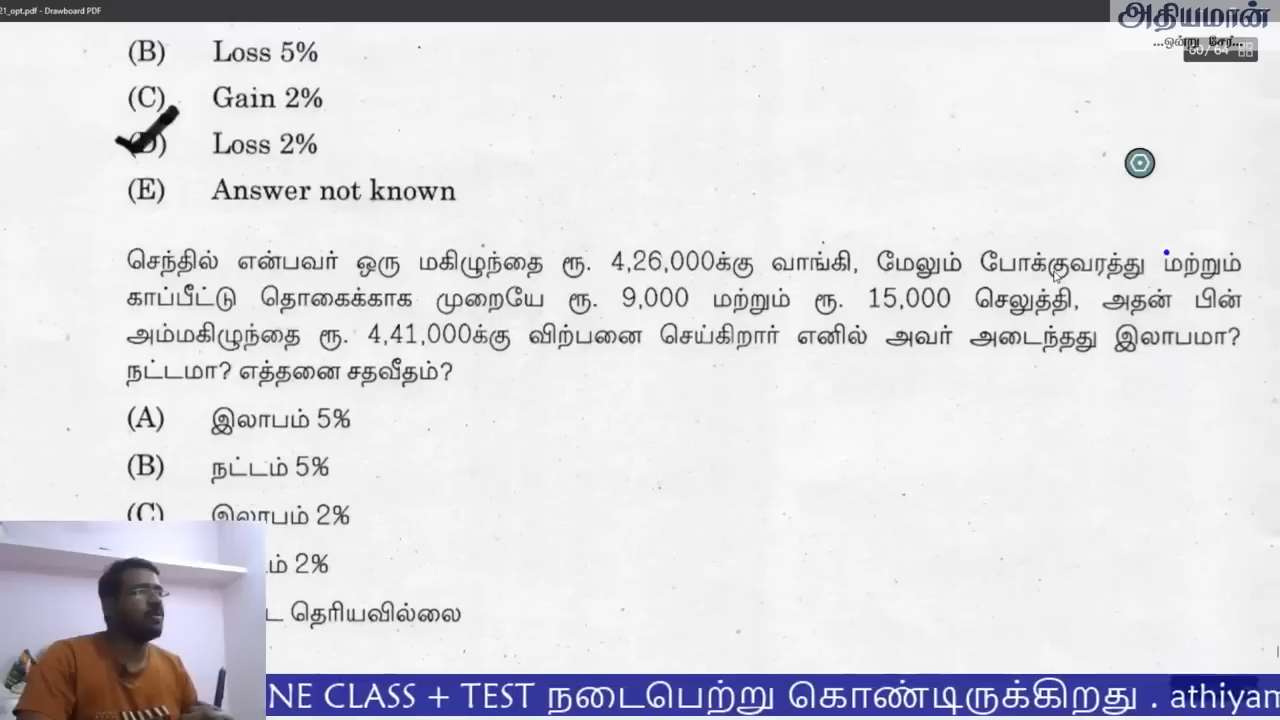 21_opt.pdf - Drawboard PDF
அதியமான்
...ஒன்று சேர்...
50 / 64
(B) Loss 5%
(C) Gain 2%
(D) Loss 2%
(E) Answer not known
செந்தில் என்பவர் ஒரு மகிழுந்தை ரூ. 4,26,000க்கு வாங்கி, மேலும் போக்குவரத்து மற்றும்
காப்பீட்டு தொகைக்காக முறையே ரூ. 9,000 மற்றும் ரூ. 15,000 செலுத்தி, அதன் பின்
அம்மகிழுந்தை ரூ. 4,41,000க்கு விற்பனை செய்கிறார் எனில் அவர் அடைந்தது இலாபமா?
நட்டமா? எத்தனை சதவீதம்?
(A) இலாபம் 5%
(B) நட்டம் 5%
(C) இலாபம் 2%
ம் 2%
தெரியவில்லை
NE CLASS + TEST நடைபெற்று கொண்டிருக்கிறது . athiyan